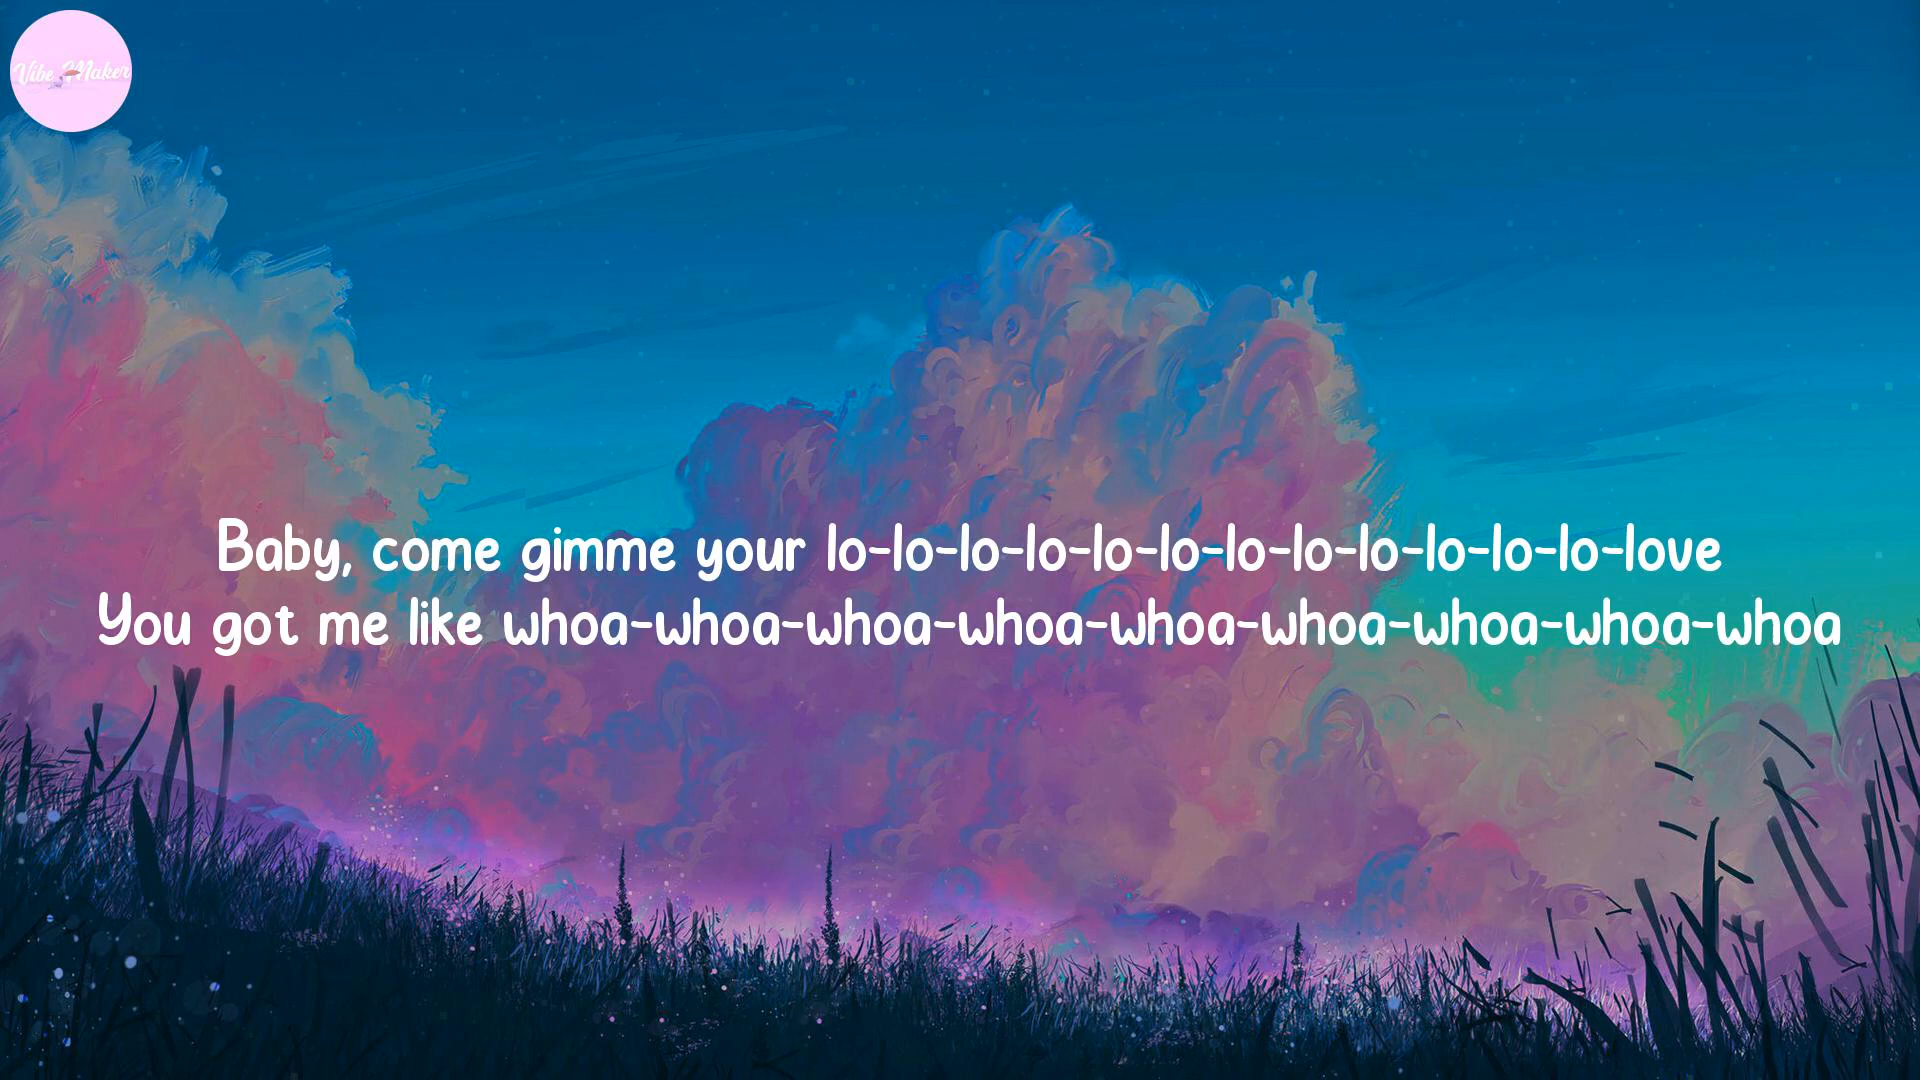 Vibe Maker
Baby, come gimme your lo-lo-lo-lo-lo-lo-lo-lo-lo-lo-lo-lo-love
You got me like whoa-whoa-whoa-whoa-whoa-whoa-whoa-whoa-whoa